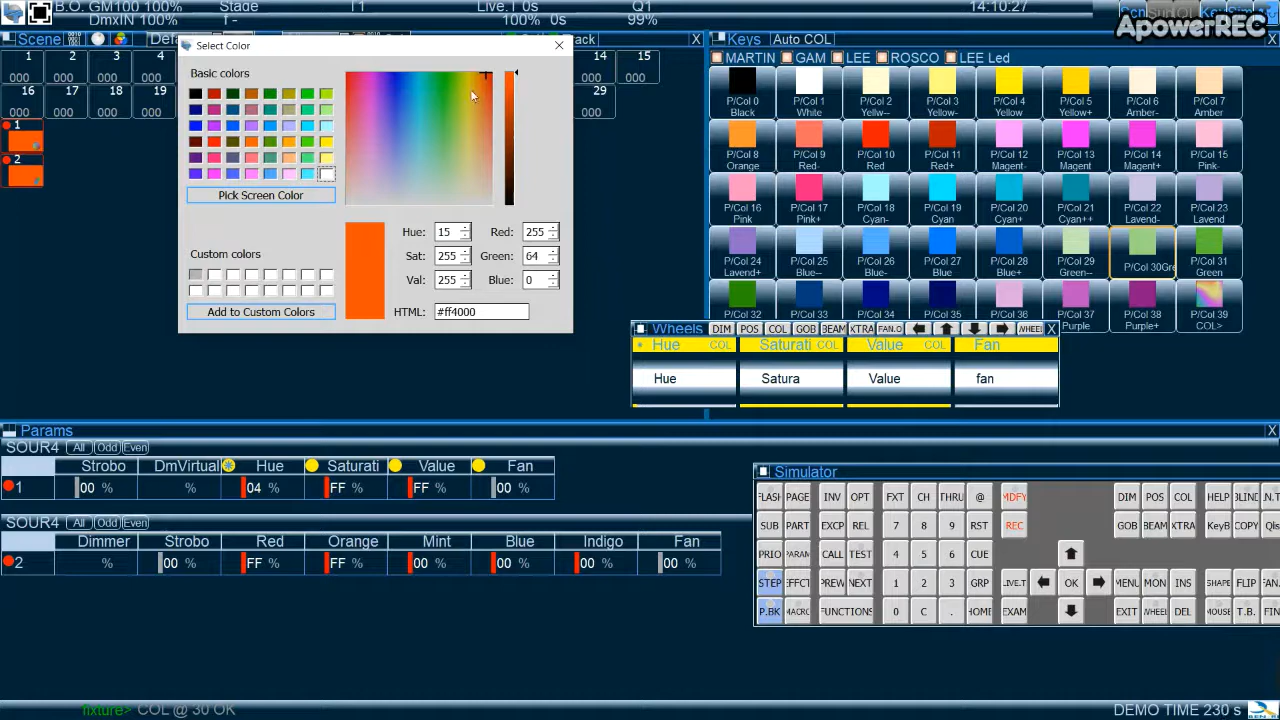 B.O. GM100 100% Stage T1 Live.T 0s Q1 14:10:27
DmxIN 100% f - 100% 0s 99%
ApowerREC
Scene
2 3 4 14 15
000 000 000 000 000
16 17 18 19 29
000 000 000 000 000
1
2
Select Color
Basic colors
Pick Screen Color
Custom colors
Add to Custom Colors
Hue: 15 Red: 255
Sat: 255 Green: 64
Val: 255 Blue: 0
HTML: #ff4000
Keys Auto COL X
MARTIN GAM LEE ROSCO LEE Led
P/Col 0 Black
P/Col 1 White
P/Col 2 Yellw--
P/Col 3 Yellw-
P/Col 4 Yellow
P/Col 5 Yellow+
P/Col 6 Amber-
P/Col 7 Amber
P/Col 8 Orange
P/Col 9 Red-
P/Col 10 Red
P/Col 11 Red+
P/Col 12 Magent-
P/Col 13 Magent
P/Col 14 Magent+
P/Col 15 Pink-
P/Col 16 Pink
P/Col 17 Pink+
P/Col 18 Cyan-
P/Col 19 Cyan
P/Col 20 Cyan+
P/Col 21 Cyan++
P/Col 22 Lavend-
P/Col 23 Lavend
P/Col 24 Lavend+
P/Col 25 Blue--
P/Col 26 Blue-
P/Col 27 Blue
P/Col 28 Blue+
P/Col 29 Green--
P/Col 30Gre
P/Col 31 Green
P/Col 32
P/Col 33
P/Col 34
P/Col 35
P/Col 36
P/Col 37 Purple
P/Col 38 Purple+
P/Col 39 COL>
Wheels DIM POS COL GOB BEAM XTRA FAN.O WHEEL X
Hue COL Saturati COL Value COL Fan
Hue Satura Value fan
Params X
SOUR4 All Odd Even
Strobo DmVirtual Hue Saturati Value Fan
1 00 % % 04 % FF % FF % 00 %
SOUR4 All Odd Even
Dimmer Strobo Red Orange Mint Blue Indigo Fan
2 % 00 % FF % FF % 00 % 00 % 00 % 00 %
Simulator
FLASH PAGE INV OPT FXT CH THRU @ MDFY DIM POS COL HELP
SUB PART EXCP REL 7 8 9 RST REC GOB BEAM XTRA KeyB COPY
PRIO PARAM CALL TEST 4 5 6 CUE
STEP EFFCT PREV NEXT 1 2 3 GRP LIVE.T OK MENU MON INS SHAPE FLIP FAN.
P.BK MACRO FUNCTIONS 0 C . HOME EXAM EXIT WHEEL DEL MOUSE T.B. FIN
fixture> COL @ 30 OK DEMO TIME 230 s